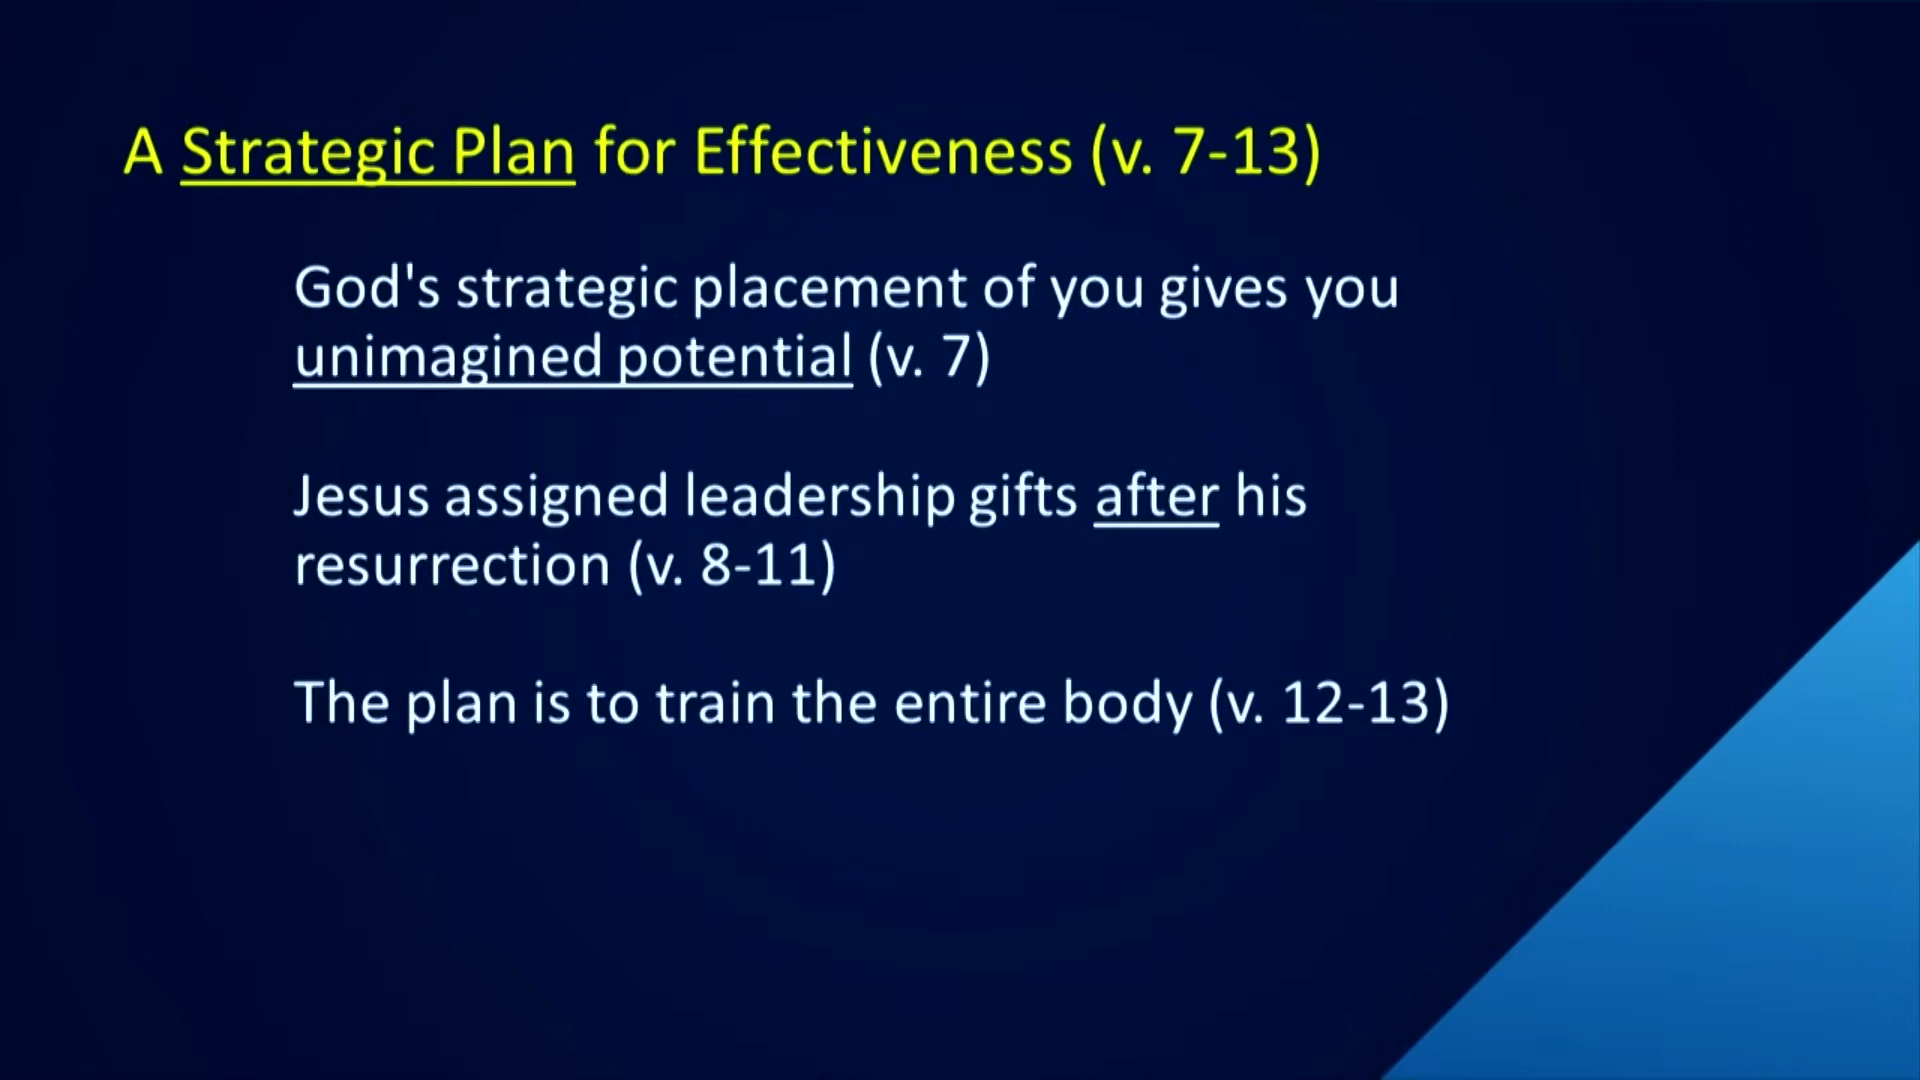 A Strategic Plan for Effectiveness (v. 7-13)
God's strategic placement of you gives you
unimagined potential (v. 7)
Jesus assigned leadership gifts after his
resurrection (v. 8-11)
The plan is to train the entire body (v. 12-13)